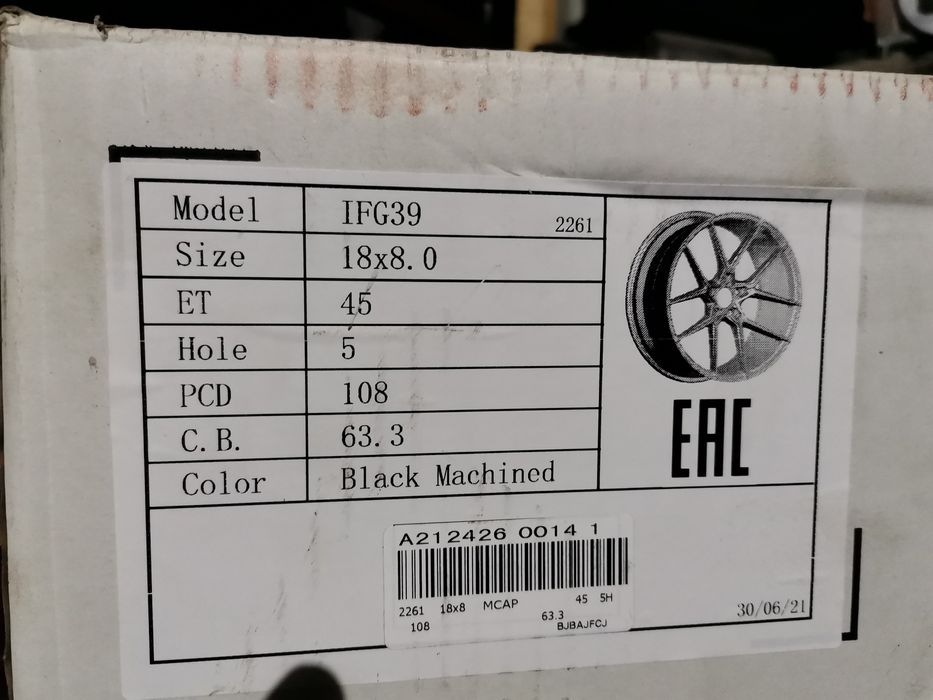 Model IFG39 2261
Size 18x8.0
ET 45
Hole 5
PCD 108
C.B. 63.3
Color Black Machined
EAC
A212426 0014 1
2261 18x8 MCAP 45 5H
108 63.3
BJBAJFCJ
30/06/21